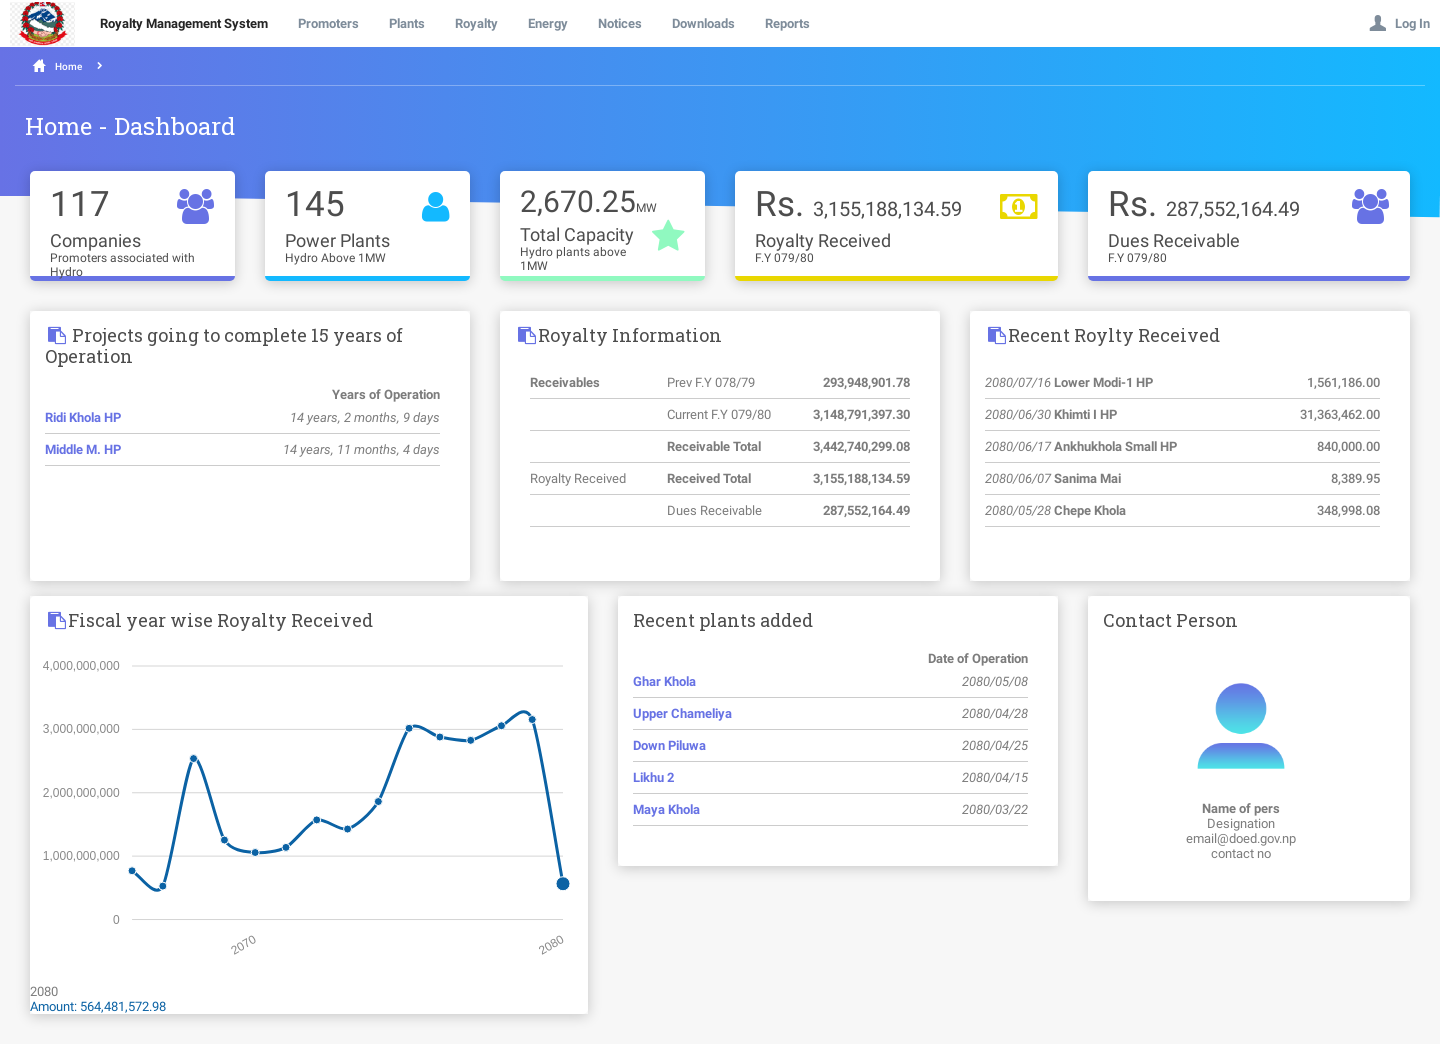 Royalty Management System Promoters Plants Royalty Energy Notices Downloads Reports Log In
Home
Home - Dashboard
117
Companies
Promoters associated with
Hydro
145
Power Plants
Hydro Above 1MW
2,670.25MW
Total Capacity
Hydro plants above
1MW
Rs. 3,155,188,134.59
Royalty Received
F.Y 079/80
Rs. 287,552,164.49
Dues Receivable
F.Y 079/80
Projects going to complete 15 years of
Operation
Years of Operation
Ridi Khola HP 14 years, 2 months, 9 days
Middle M. HP 14 years, 11 months, 4 days
Royalty Information
Receivables Prev F.Y 078/79 293,948,901.78
Current F.Y 079/80 3,148,791,397.30
Receivable Total 3,442,740,299.08
Royalty Received Received Total 3,155,188,134.59
Dues Receivable 287,552,164.49
Recent Roylty Received
2080/07/16 Lower Modi-1 HP 1,561,186.00
2080/06/30 Khimti I HP 31,363,462.00
2080/06/17 Ankhukhola Small HP 840,000.00
2080/06/07 Sanima Mai 8,389.95
2080/05/28 Chepe Khola 348,998.08
Fiscal year wise Royalty Received
4,000,000,000
3,000,000,000
2,000,000,000
1,000,000,000
0
2070 2080
2080
Amount: 564,481,572.98
Recent plants added
Date of Operation
Ghar Khola 2080/05/08
Upper Chameliya 2080/04/28
Down Piluwa 2080/04/25
Likhu 2 2080/04/15
Maya Khola 2080/03/22
Contact Person
Name of pers
Designation
email@doed.gov.np
contact no